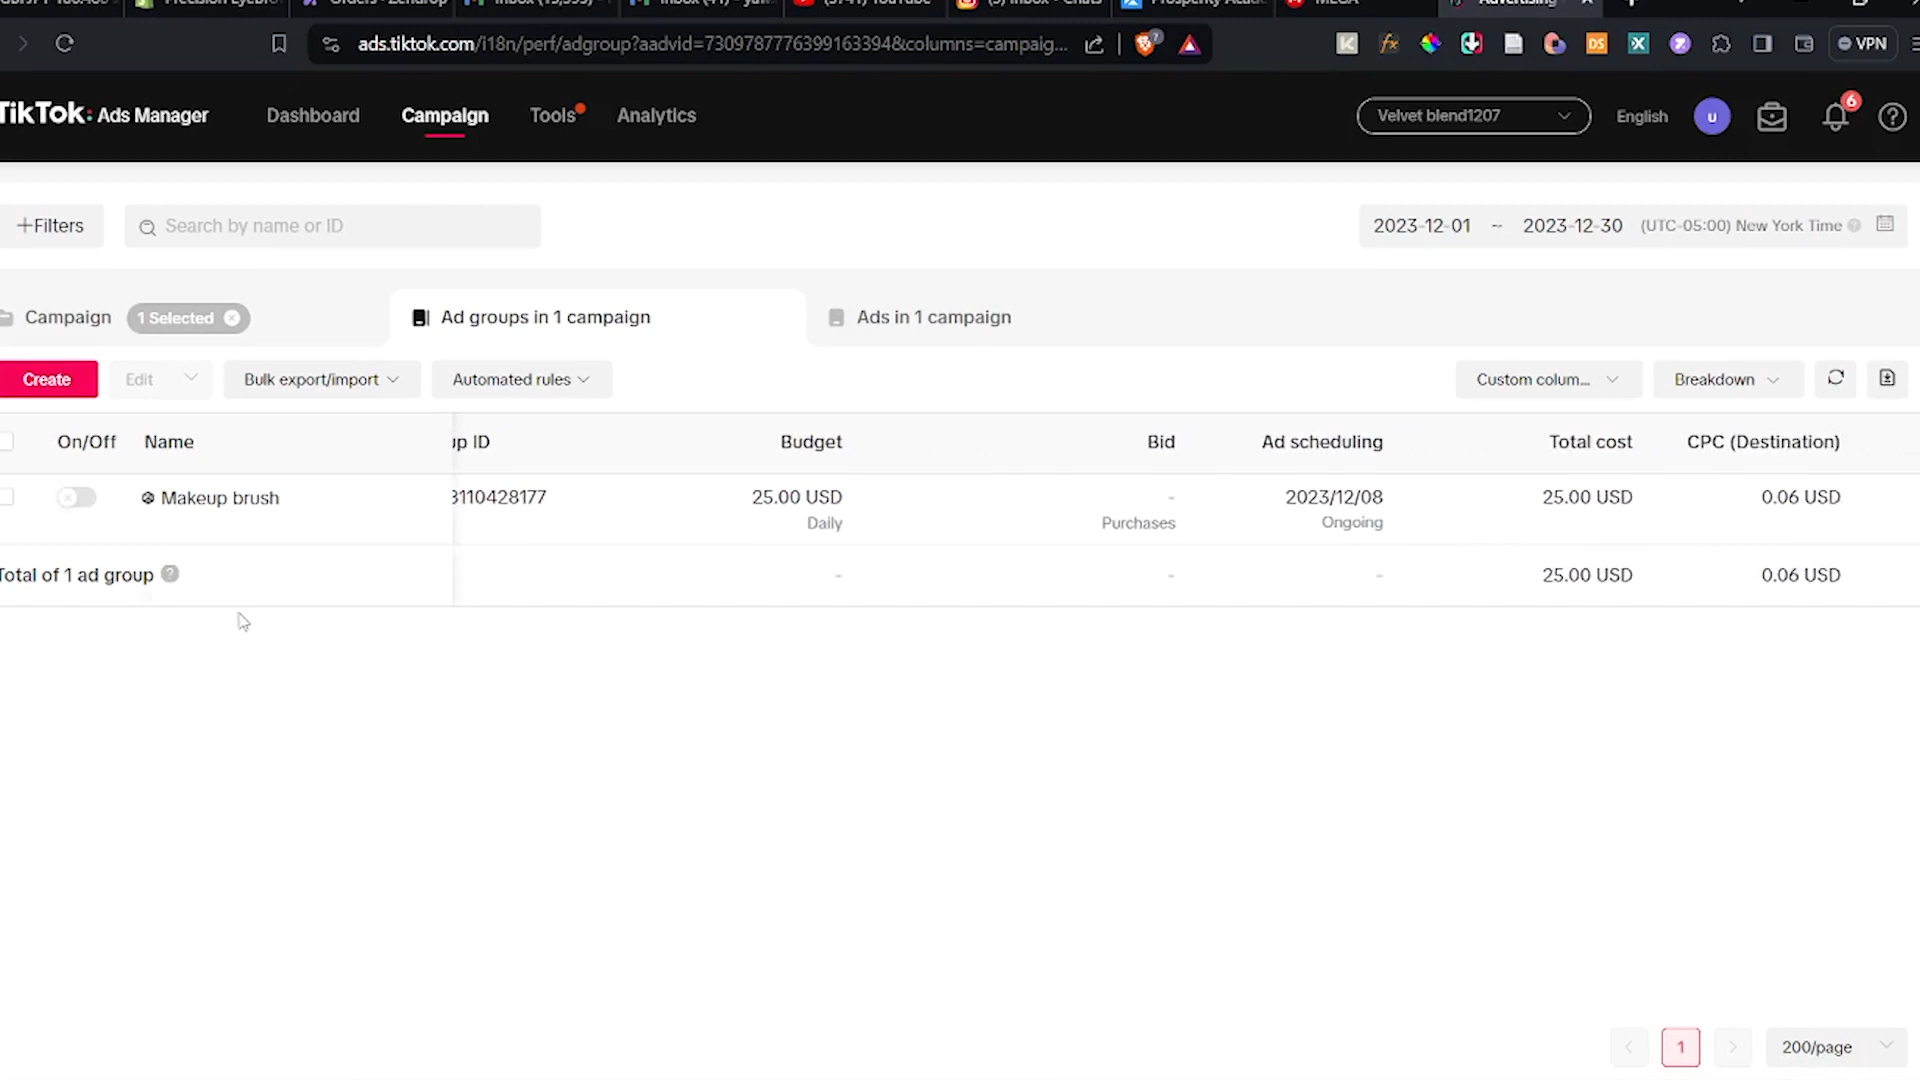 Orders - Zendrop
YouTube
MEGA
ads.tiktok.com/i18n/perf/adgroup?aadvid=7309787776399163394&columns=campaig...
7
VPN
TikTok: Ads Manager
Dashboard
Campaign
Tools
Analytics
Velvet blend1207
English
u
6
+Filters
Search by name or ID
2023-12-01 ~ 2023-12-30 (UTC-05:00) New York Time
Campaign
1 Selected
Ad groups in 1 campaign
Ads in 1 campaign
Create
Edit
Bulk export/import
Automated rules
Custom colum...
Breakdown
On/Off
Name
up ID
Budget
Bid
Ad scheduling
Total cost
CPC (Destination)
Makeup brush
3110428177
25.00 USD
Daily
-
Purchases
2023/12/08
Ongoing
25.00 USD
0.06 USD
Total of 1 ad group
-
-
-
25.00 USD
0.06 USD
1
200/page